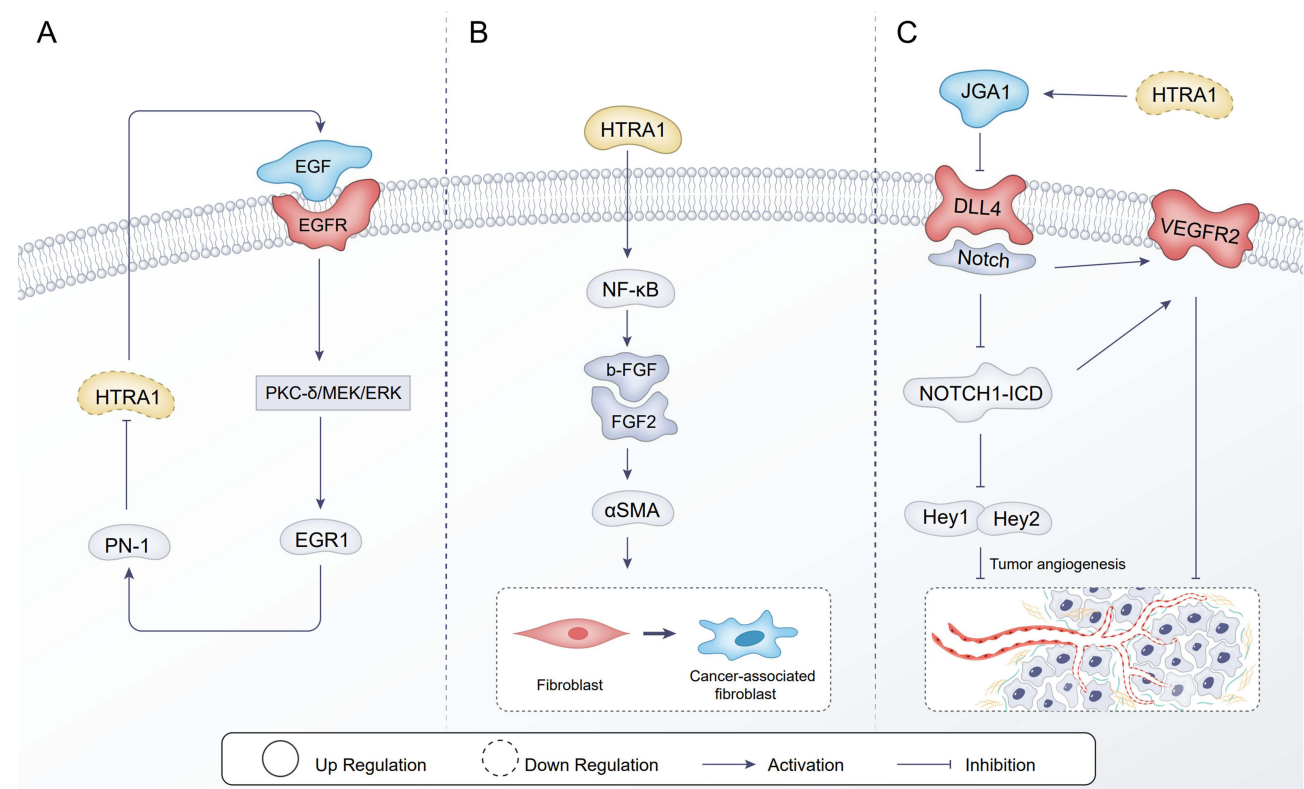 A
EGF
EGFR
PKC-δ/MEK/ERK
HTRA1
PN-1
EGR1
B
HTRA1
NF-κB
b-FGF
FGF2
αSMA
Fibroblast
Cancer-associated
fibroblast
C
JGA1
HTRA1
DLL4
VEGFR2
Notch
NOTCH1-ICD
Hey1
Hey2
Tumor angiogenesis
Up Regulation
Down Regulation
Activation
Inhibition